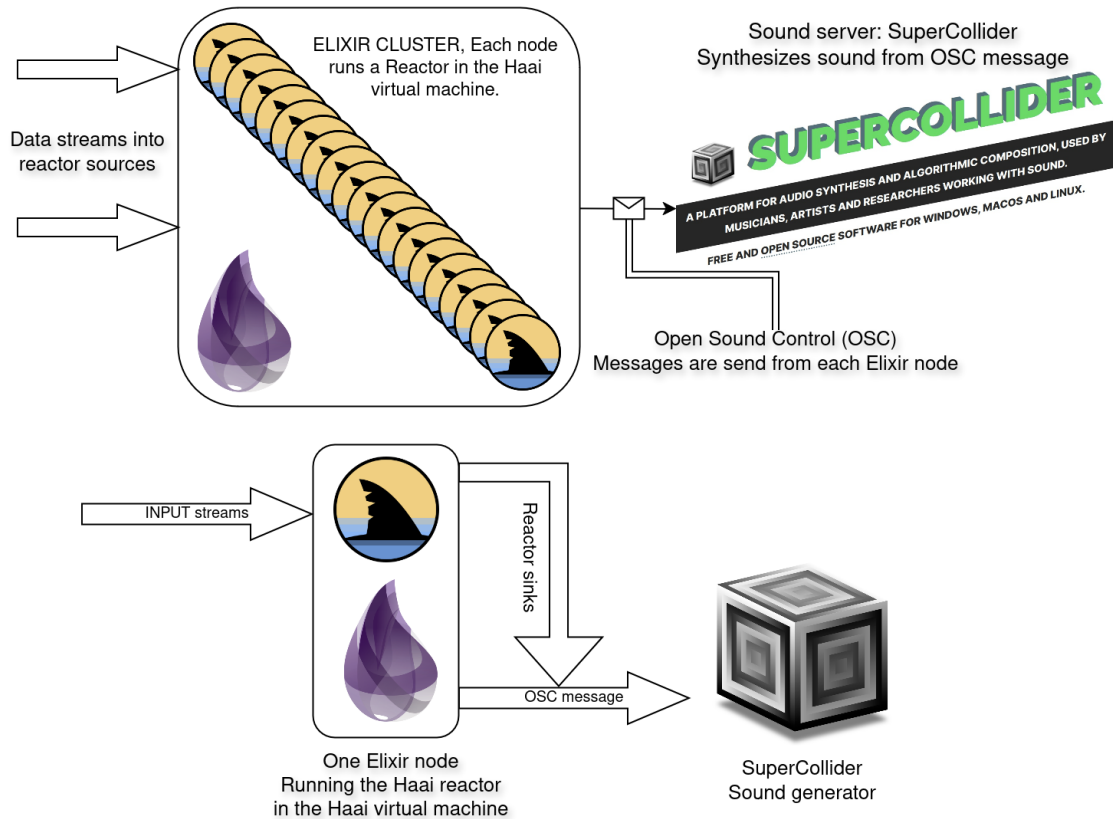 ELIXIR CLUSTER, Each node
runs a Reactor in the Haai
virtual machine.
Data streams into
reactor sources
Sound server: SuperCollider
Synthesizes sound from OSC message
SUPERCOLLIDER
A PLATFORM FOR AUDIO SYNTHESIS AND ALGORITHMIC COMPOSITION, USED BY
MUSICIANS, ARTISTS AND RESEARCHERS WORKING WITH SOUND.
FREE AND OPEN SOURCE SOFTWARE FOR WINDOWS, MACOS AND LINUX.
Open Sound Control (OSC)
Messages are send from each Elixir node
INPUT streams
Reactor sinks
OSC message
One Elixir node
Running the Haai reactor
in the Haai virtual machine
SuperCollider
Sound generator